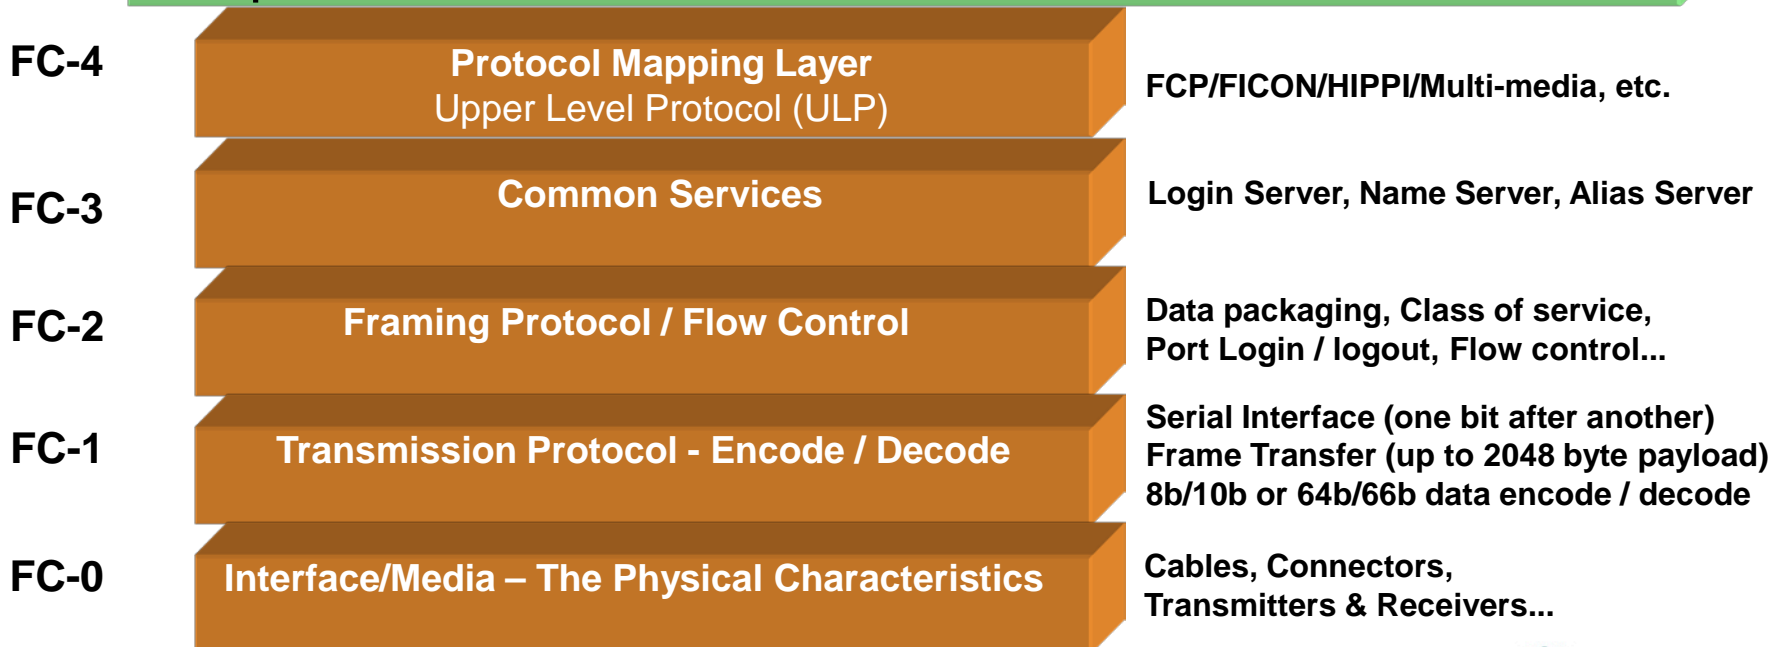 FC-4
Protocol Mapping Layer
Upper Level Protocol (ULP)
FCP/FICON/HIPPI/Multi-media, etc.
FC-3
Common Services
Login Server, Name Server, Alias Server
FC-2
Framing Protocol / Flow Control
Data packaging, Class of service,
Port Login / logout, Flow control...
FC-1
Transmission Protocol - Encode / Decode
Serial Interface (one bit after another)
Frame Transfer (up to 2048 byte payload)
8b/10b or 64b/66b data encode / decode
FC-0
Interface/Media – The Physical Characteristics
Cables, Connectors,
Transmitters & Receivers...